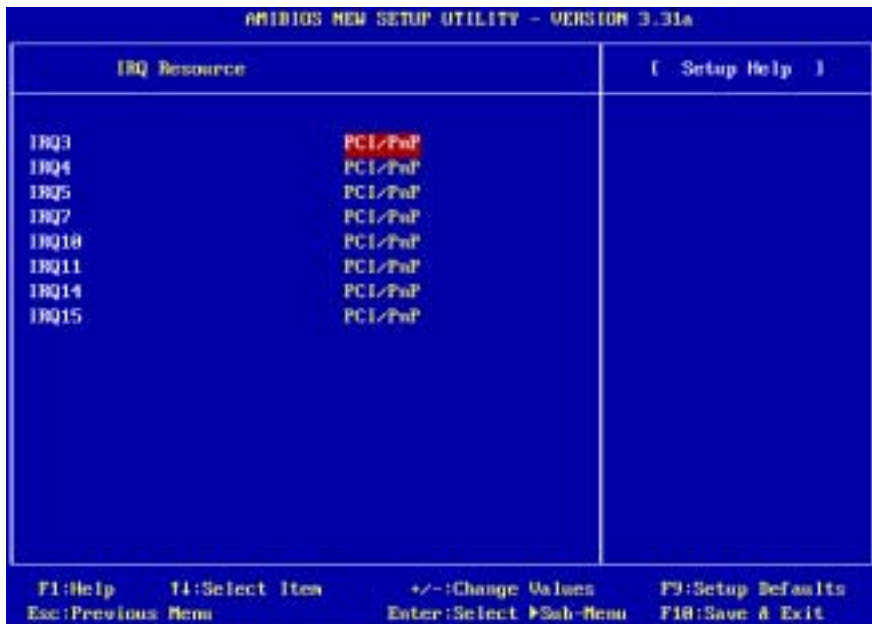 AMIBIOS NEW SETUP UTILITY - VERSION 3.31a
IRQ Resource
[ Setup Help ]
IRQ3 PCI/PnP
IRQ4 PCI/PnP
IRQ5 PCI/PnP
IRQ7 PCI/PnP
IRQ10 PCI/PnP
IRQ11 PCI/PnP
IRQ14 PCI/PnP
IRQ15 PCI/PnP
F1:Help ↑↓:Select Item +/-:Change Values F9:Setup Defaults
Esc:Previous Menu Enter:Select ▶Sub-Menu F10:Save & Exit